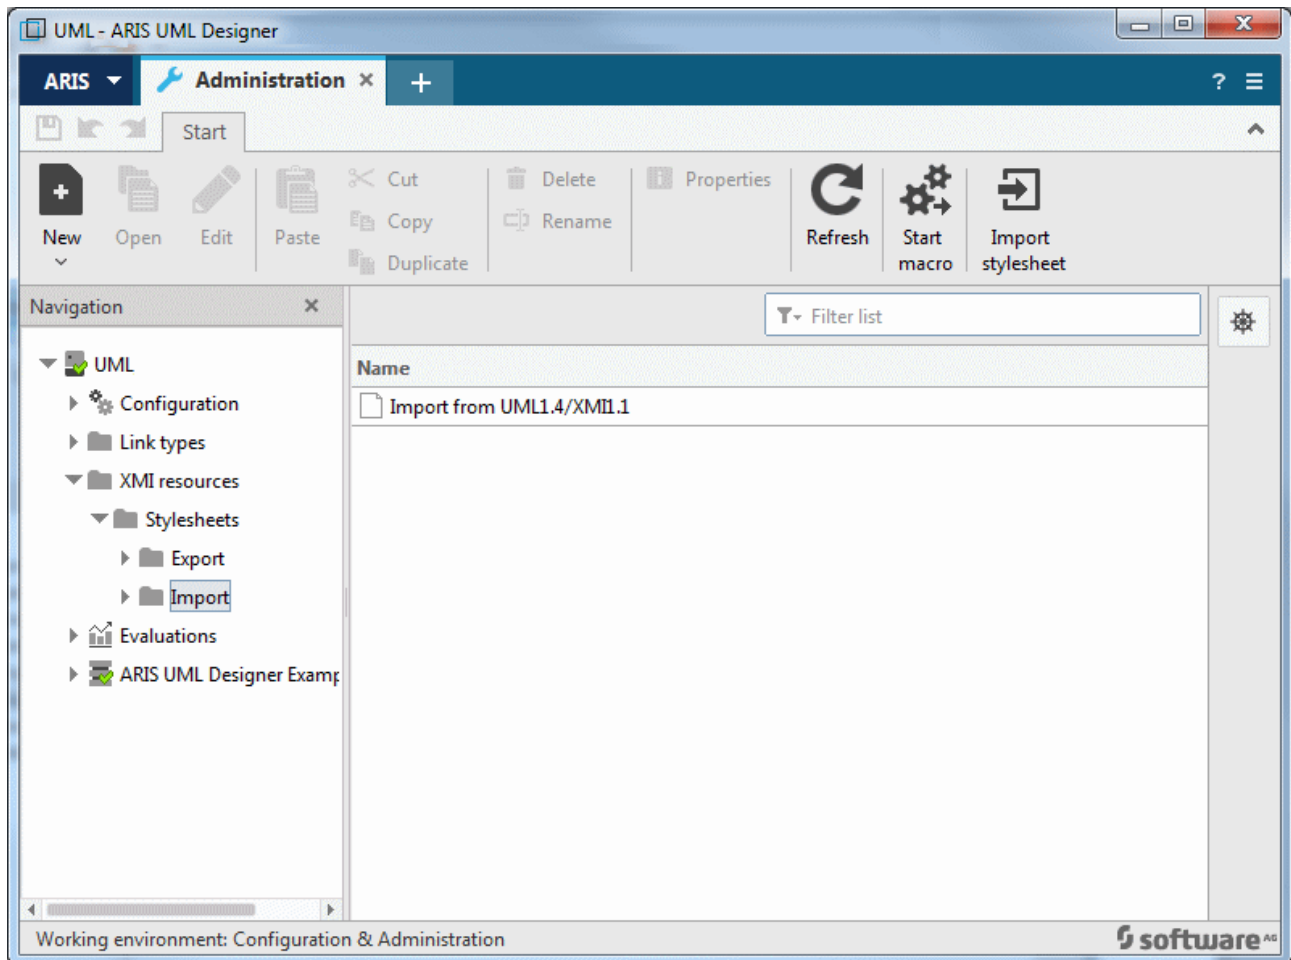 UML - ARIS UML Designer
ARIS Administration
Start
New Open Edit Paste Cut Copy Duplicate Delete Rename Properties Refresh Start macro Import stylesheet
Navigation
Filter list
UML
Name
Configuration
Import from UML1.4/XMI1.1
Link types
XMI resources
Stylesheets
Export
Import
Evaluations
ARIS UML Designer Examp
Working environment: Configuration & Administration
software AG